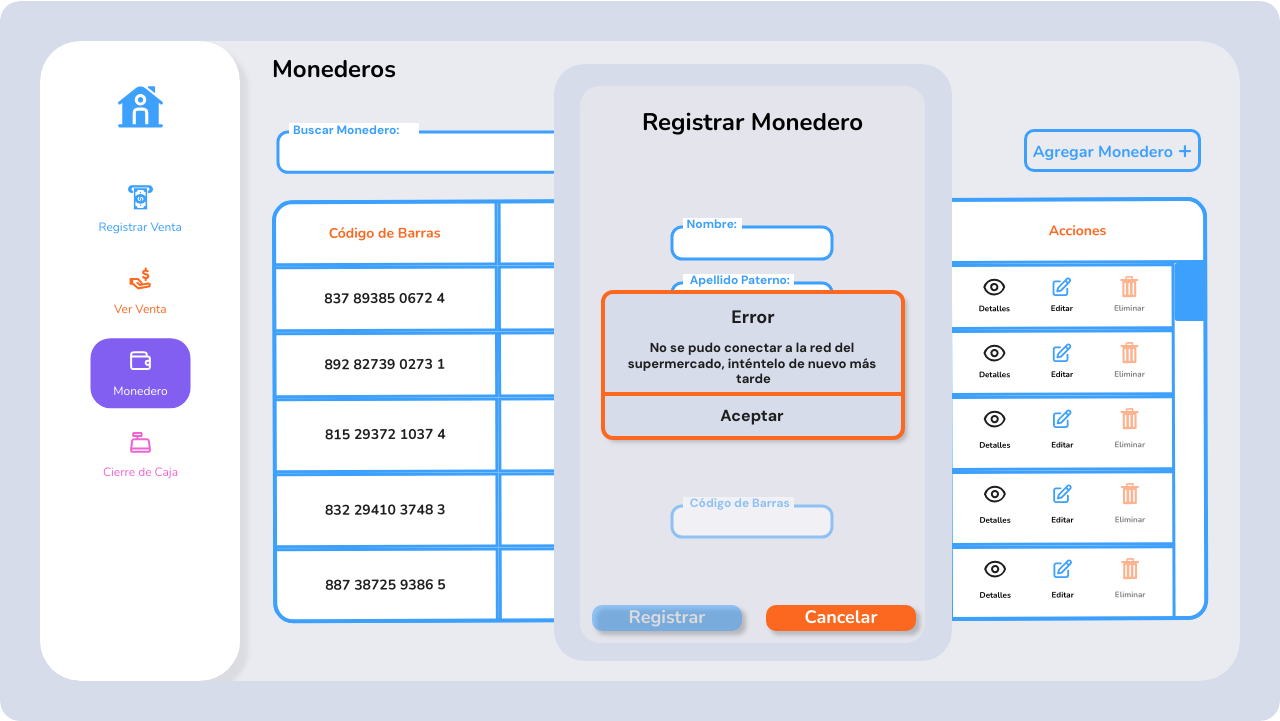 Monederos
Registrar Venta
Ver Venta
Monedero
Cierre de Caja
Buscar Monedero:
Agregar Monedero +
Código de Barras
Acciones
837 89385 0672 4
Detalles Editar Eliminar
892 82739 0273 1
Detalles Editar Eliminar
815 29372 1037 4
Detalles Editar Eliminar
832 29410 3748 3
Detalles Editar Eliminar
887 38725 9386 5
Detalles Editar Eliminar
Registrar Monedero
Nombre:
Apellido Paterno:
Error
No se pudo conectar a la red del
supermercado, inténtelo de nuevo más
tarde
Aceptar
Código de Barras
Registrar
Cancelar